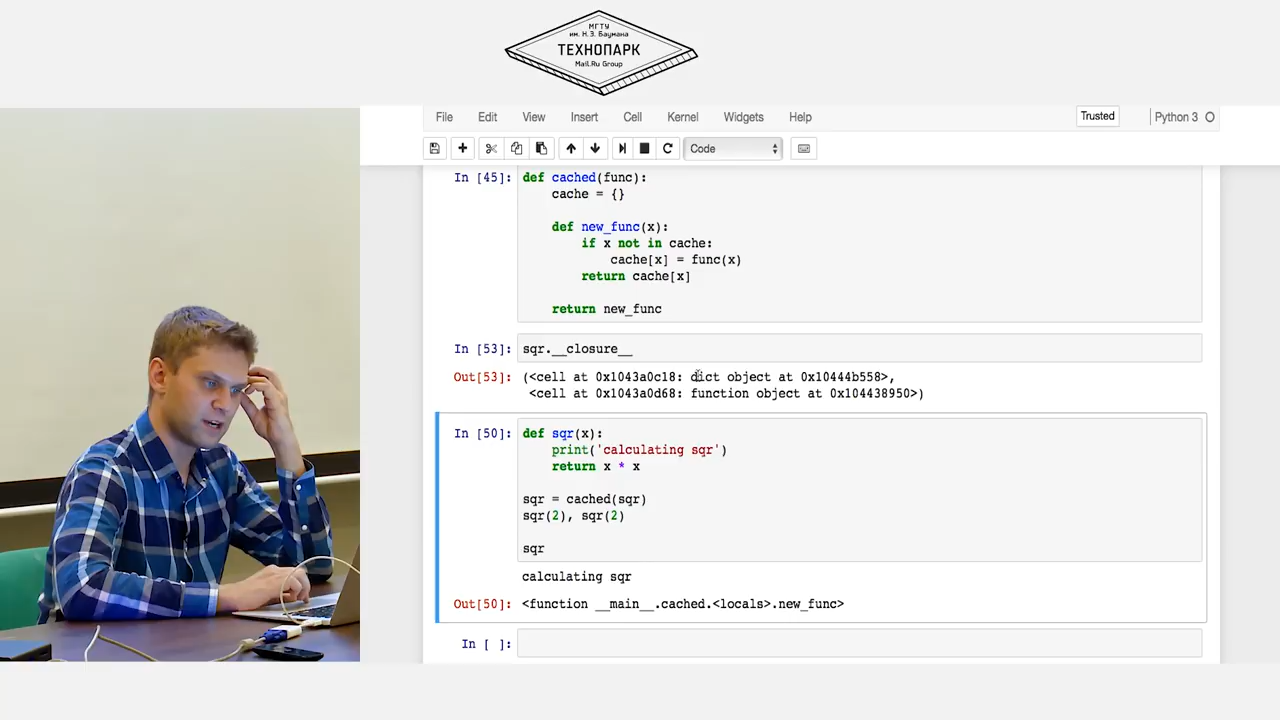 МГТУ
им. Н.Э. Баумана
ТЕХНОПАРК
Mail.Ru Group
File Edit View Insert Cell Kernel Widgets Help Trusted Python 3
Code
In [45]: def cached(func):
cache = {}
def new_func(x):
if x not in cache:
cache[x] = func(x)
return cache[x]
return new_func
In [53]: sqr.__closure__
Out[53]: (<cell at 0x1043a0c18: dict object at 0x10444b558>,
<cell at 0x1043a0d68: function object at 0x104438950>)
In [50]: def sqr(x):
print('calculating sqr')
return x * x
sqr = cached(sqr)
sqr(2), sqr(2)
sqr
calculating sqr
Out[50]: <function __main__.cached.<locals>.new_func>
In [ ]: